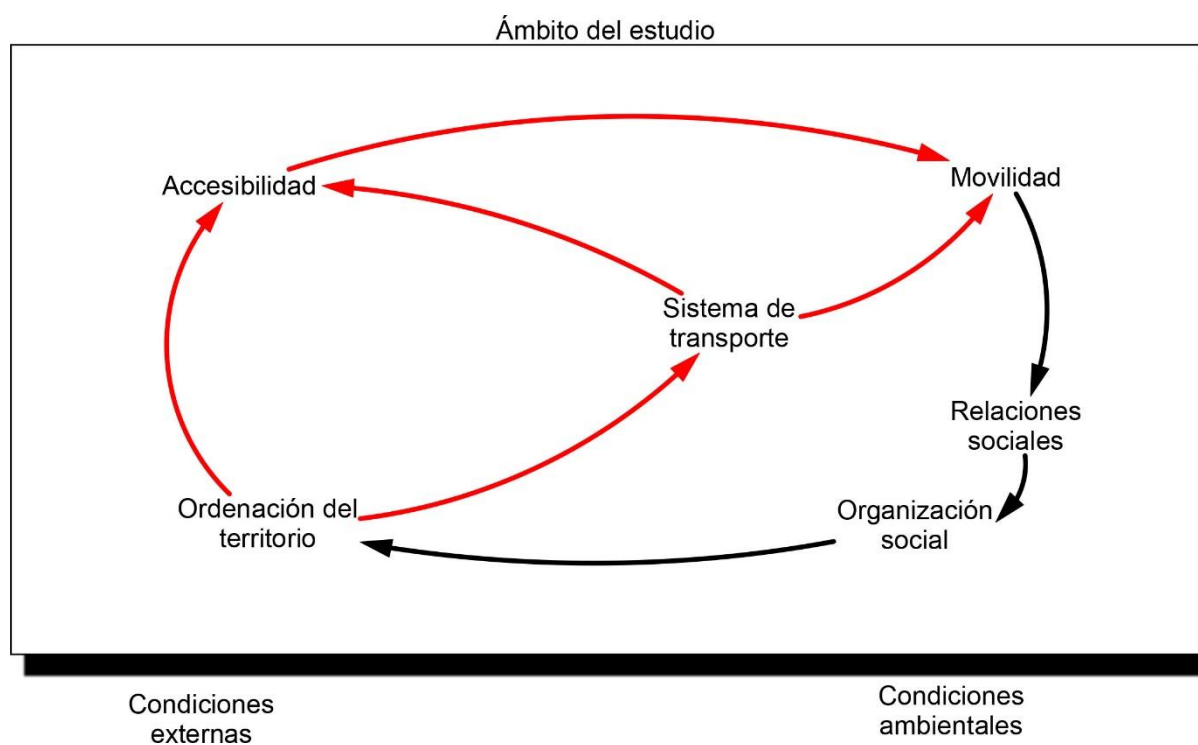 Ámbito del estudio
Accesibilidad
Movilidad
Sistema de
transporte
Relaciones
sociales
Ordenación del
territorio
Organización
social
Condiciones
externas
Condiciones
ambientales